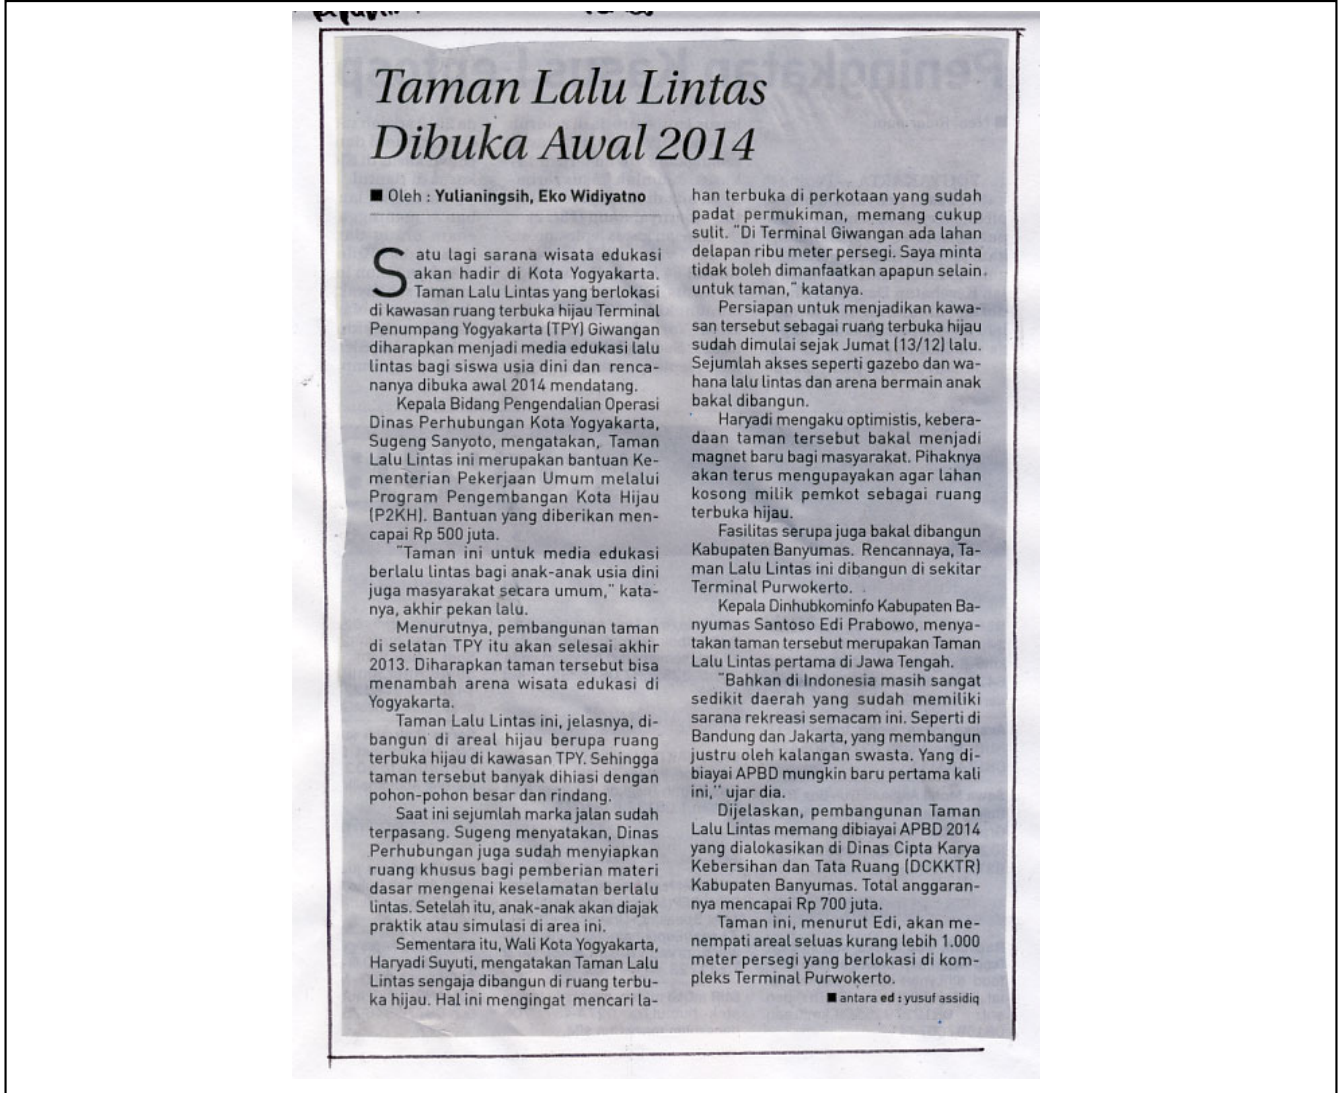 Taman Lalu Lintas
Dibuka Awal 2014
■ Oleh : Yulianingsih, Eko Widiyatno
Satu lagi sarana wisata edukasi
akan hadir di Kota Yogyakarta.
Taman Lalu Lintas yang berlokasi
di kawasan ruang terbuka hijau Terminal
Penumpang Yogyakarta (TPY) Giwangan
diharapkan menjadi media edukasi lalu
lintas bagi siswa usia dini dan renca-
nanya dibuka awal 2014 mendatang.
Kepala Bidang Pengendalian Operasi
Dinas Perhubungan Kota Yogyakarta,
Sugeng Sanyoto, mengatakan, Taman
Lalu Lintas ini merupakan bantuan Ke-
menterian Pekerjaan Umum melalui
Program Pengembangan Kota Hijau
(P2KH). Bantuan yang diberikan men-
capai Rp 500 juta.
"Taman ini untuk media edukasi
berlalu lintas bagi anak-anak usia dini
juga masyarakat secara umum," kata-
nya, akhir pekan lalu.
Menurutnya, pembangunan taman
di selatan TPY itu akan selesai akhir
2013. Diharapkan taman tersebut bisa
menambah arena wisata edukasi di
Yogyakarta.
Taman Lalu Lintas ini, jelasnya, di-
bangun di areal hijau berupa ruang
terbuka hijau di kawasan TPY. Sehingga
taman tersebut banyak dihiasi dengan
pohon-pohon besar dan rindang.
Saat ini sejumlah marka jalan sudah
terpasang. Sugeng menyatakan, Dinas
Perhubungan juga sudah menyiapkan
ruang khusus bagi pemberian materi
dasar mengenai keselamatan berlalu
lintas. Setelah itu, anak-anak akan diajak
praktik atau simulasi di area ini.
Sementara itu, Wali Kota Yogyakarta,
Haryadi Suyuti, mengatakan Taman Lalu
Lintas sengaja dibangun di ruang terbu-
ka hijau. Hal ini mengingat mencari la-
han terbuka di perkotaan yang sudah
padat permukiman, memang cukup
sulit. "Di Terminal Giwangan ada lahan
delapan ribu meter persegi. Saya minta
tidak boleh dimanfaatkan apapun selain
untuk taman," katanya.
Persiapan untuk menjadikan kawa-
san tersebut sebagai ruang terbuka hijau
sudah dimulai sejak Jumat (13/12) lalu.
Sejumlah akses seperti gazebo dan wa-
hana lalu lintas dan arena bermain anak
bakal dibangun.
Haryadi mengaku optimistis, kebera-
daan taman tersebut bakal menjadi
magnet baru bagi masyarakat. Pihaknya
akan terus mengupayakan agar lahan
kosong milik pemkot sebagai ruang
terbuka hijau.
Fasilitas serupa juga bakal dibangun
Kabupaten Banyumas. Rencannaya, Ta-
man Lalu Lintas ini dibangun di sekitar
Terminal Purwokerto.
Kepala Dinhubkominfo Kabupaten Ba-
nyumas Santoso Edi Prabowo, menya-
takan taman tersebut merupakan Taman
Lalu Lintas pertama di Jawa Tengah.
"Bahkan di Indonesia masih sangat
sedikit daerah yang sudah memiliki
sarana rekreasi semacam ini. Seperti di
Bandung dan Jakarta, yang membangun
justru oleh kalangan swasta. Yang di-
biayai APBD mungkin baru pertama kali
ini," ujar dia.
Dijelaskan, pembangunan Taman
Lalu Lintas memang dibiayai APBD 2014
yang dialokasikan di Dinas Cipta Karya
Kebersihan dan Tata Ruang (DCKKTR)
Kabupaten Banyumas. Total anggaran-
nya mencapai Rp 700 juta.
Taman ini, menurut Edi, akan me-
nempati areal seluas kurang lebih 1.000
meter persegi yang berlokasi di kom-
pleks Terminal Purwokerto.
■ antara ed : yusuf assidiq